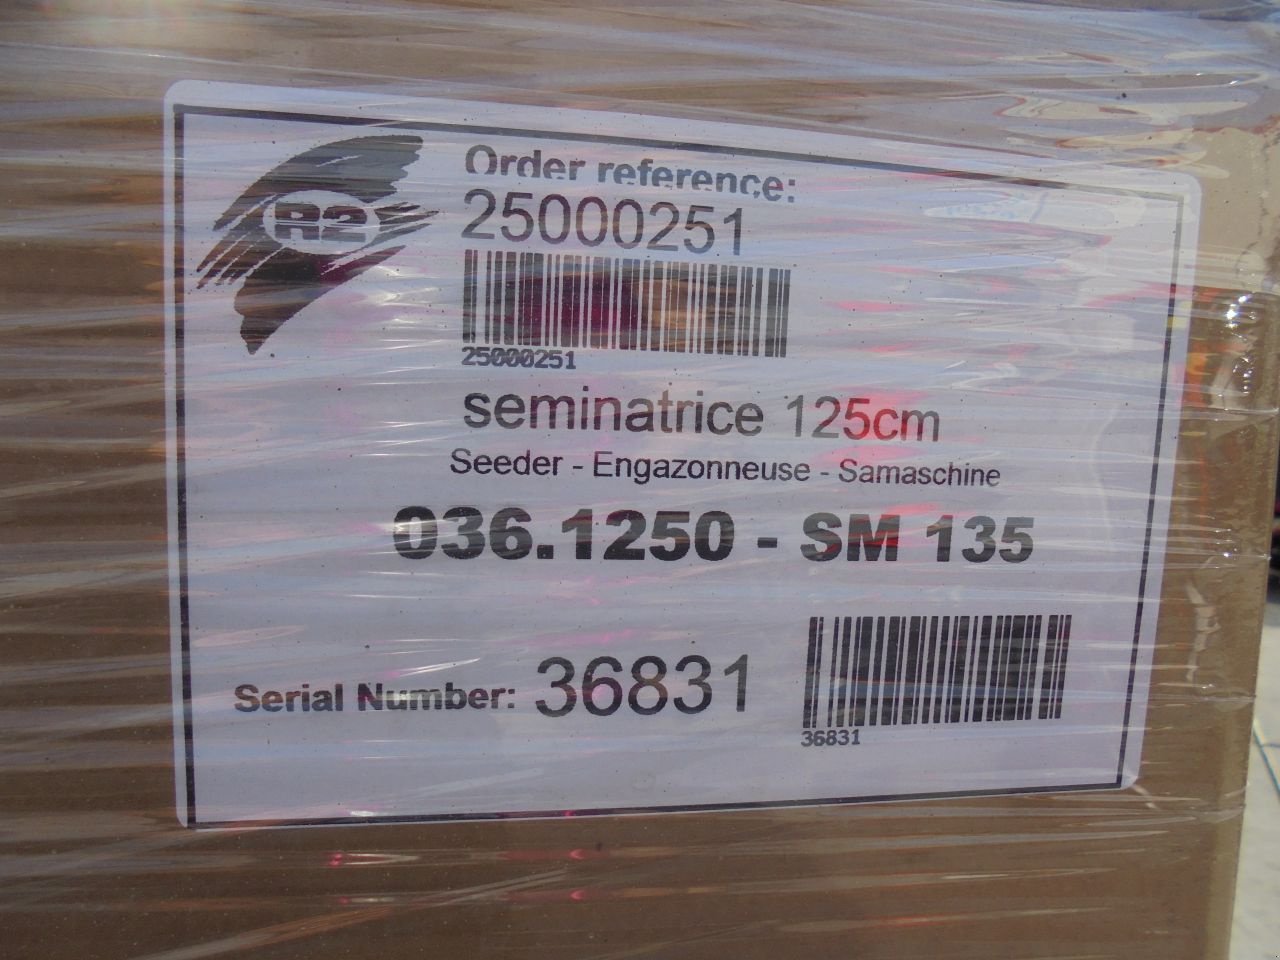 R2
Order reference:
25000251
25000251
seminatrice 125cm
Seeder - Engazonneuse - Samaschine
036.1250 - SM 135
Serial Number: 36831
36831